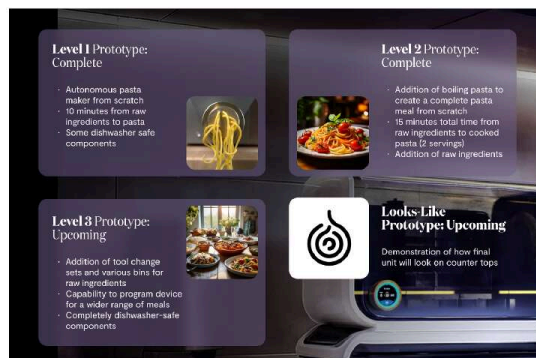 Level 1 Prototype:
Complete
· Autonomous pasta
maker from scratch
· 10 minutes from raw
ingredients to pasta
· Some dishwasher safe
components
Level 2 Prototype:
Complete
· Addition of boiling pasta to
create a complete pasta
meal from scratch
· 15 minutes total time from
raw ingredients to cooked
pasta (2 servings)
· Addition of raw ingredients
Level 3 Prototype:
Upcoming
· Addition of tool change
sets and various bins for
raw ingredients
· Capability to program device
for a wider range of meals
· Completely dishwasher-safe
components
Looks-Like
Prototype: Upcoming
Demonstration of how final
unit will look on counter tops